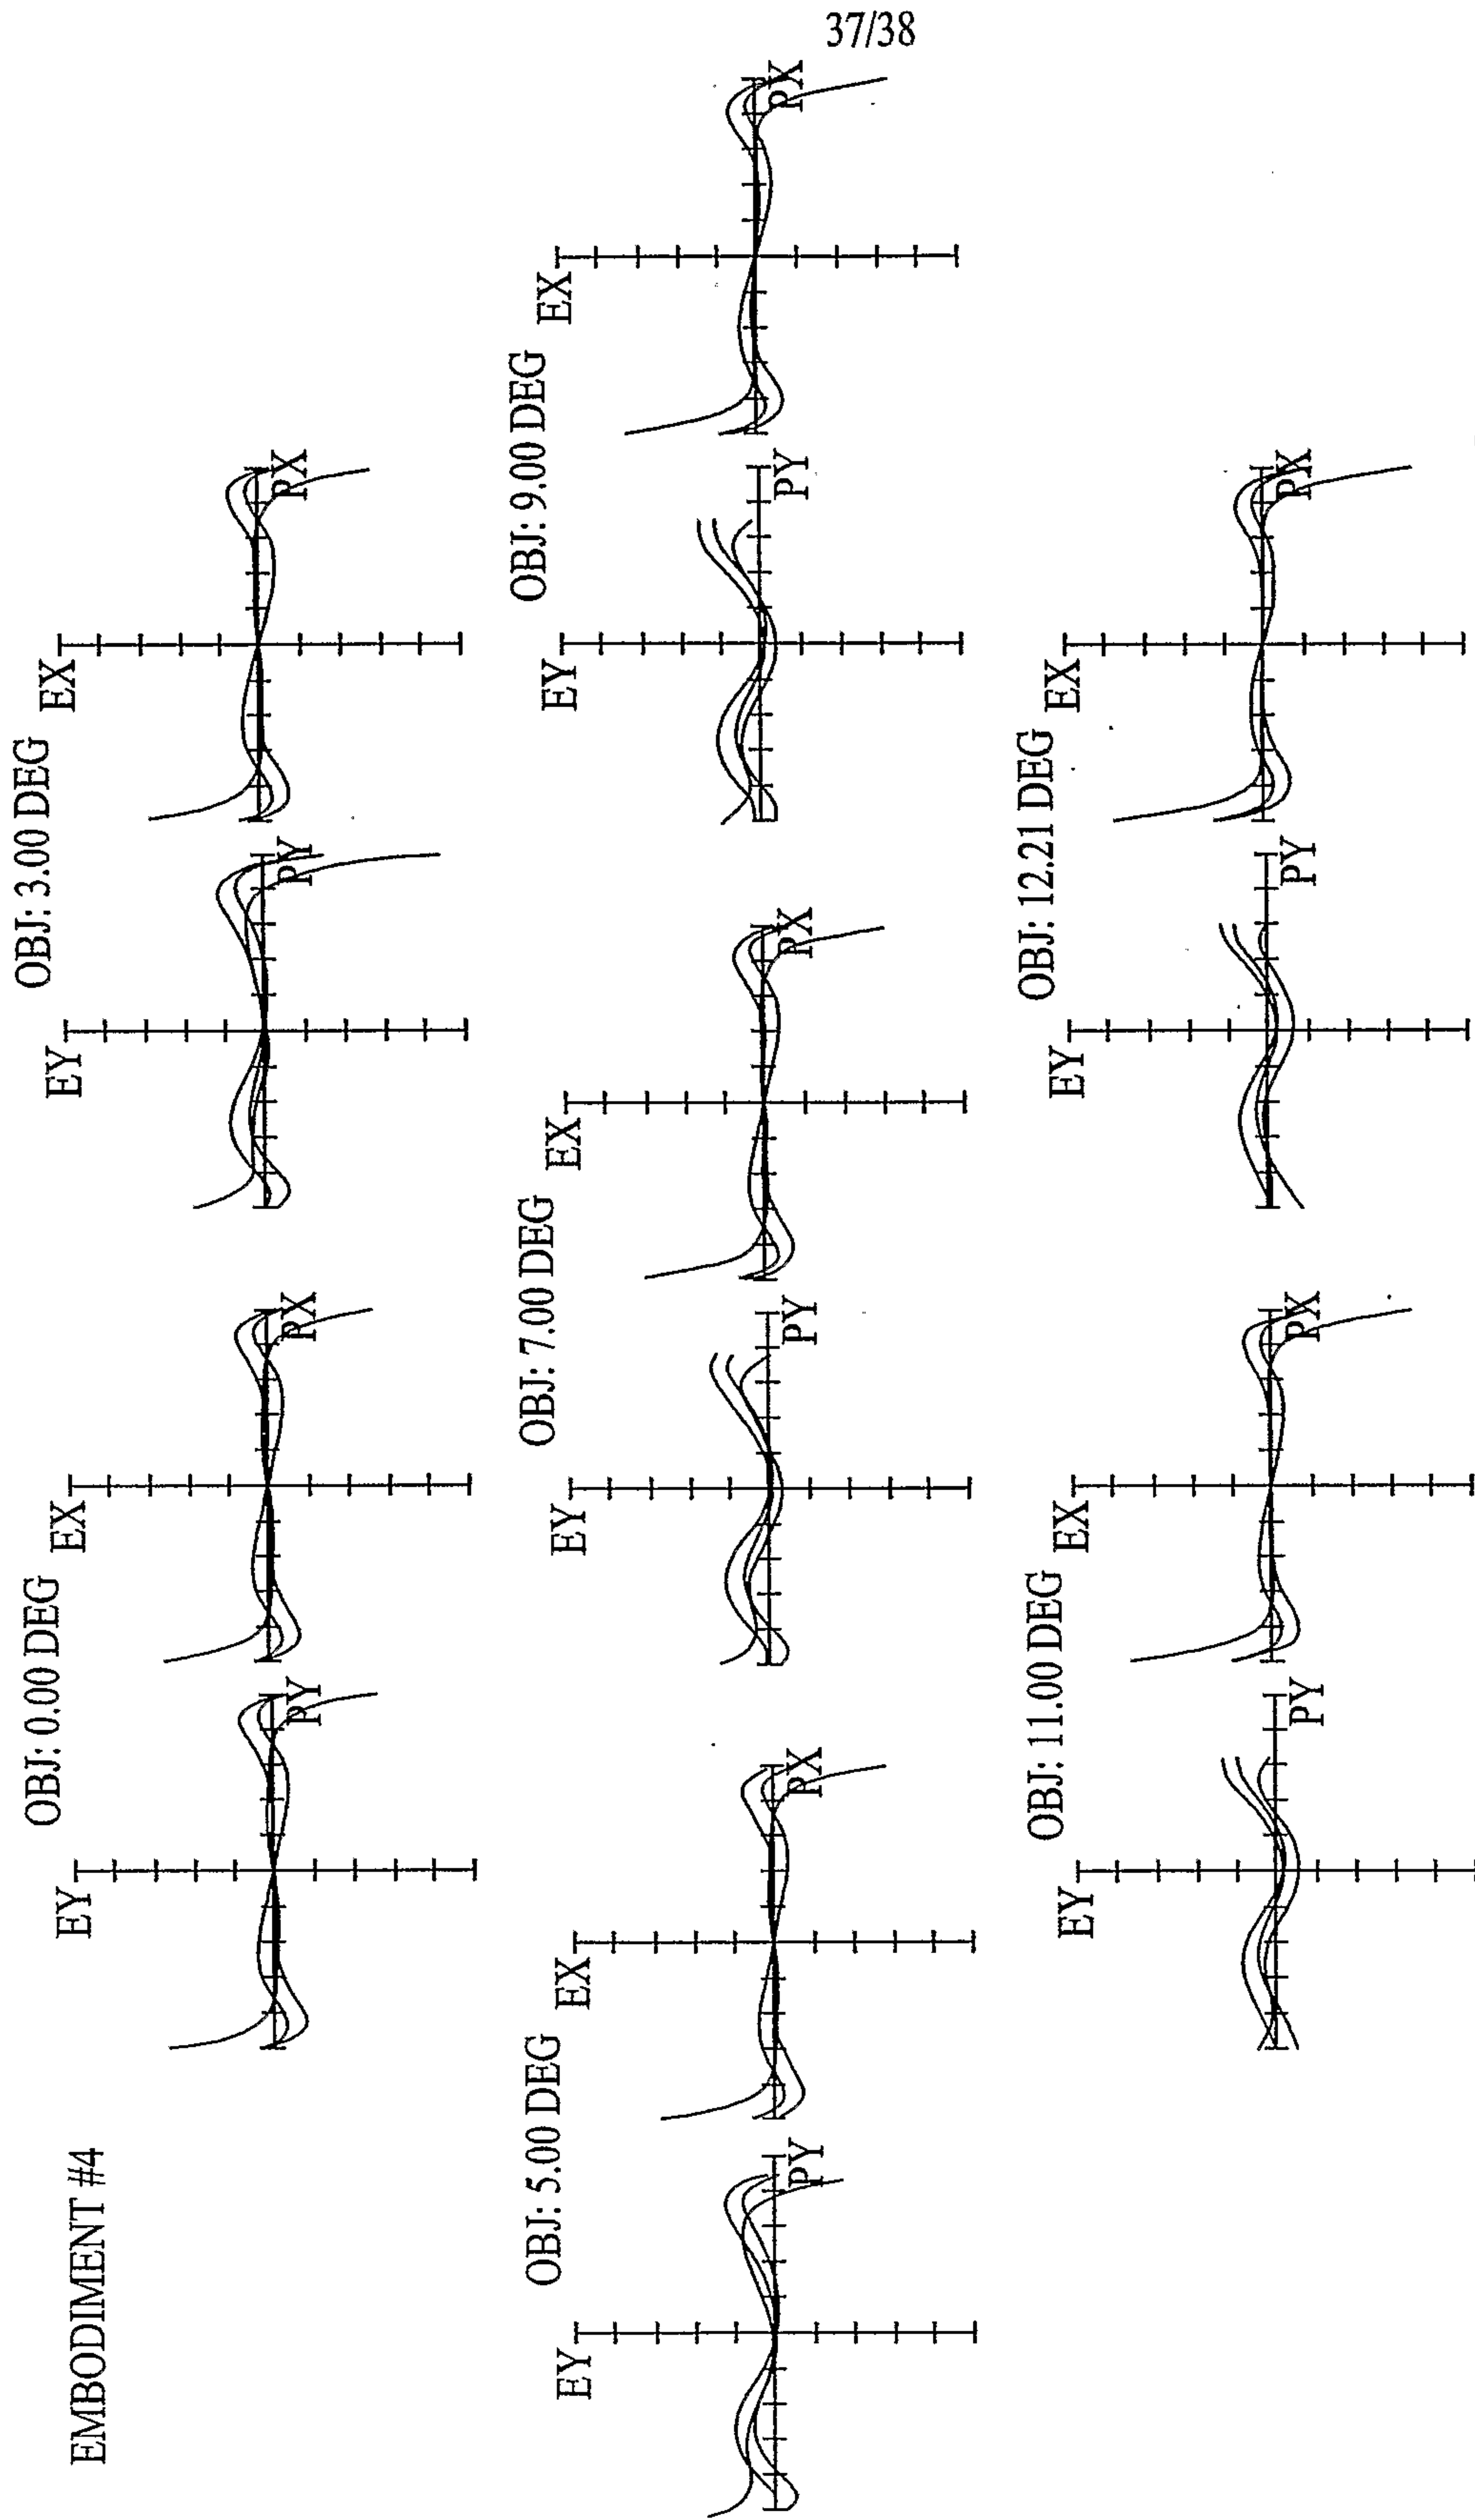 37/38
EMBODIMENT #4
OBJ: 0.00 DEG
EY
PY
EX
PX
OBJ: 3.00 DEG
EY
PY
EX
PX
OBJ: 5.00 DEG
EY
PY
EX
PX
OBJ: 7.00 DEG
EY
PY
EX
PX
OBJ: 9.00 DEG
EY
PY
EX
PX
OBJ: 11.00 DEG
EY
PY
EX
PX
OBJ: 12.21 DEG
EY
PY
EX
PX